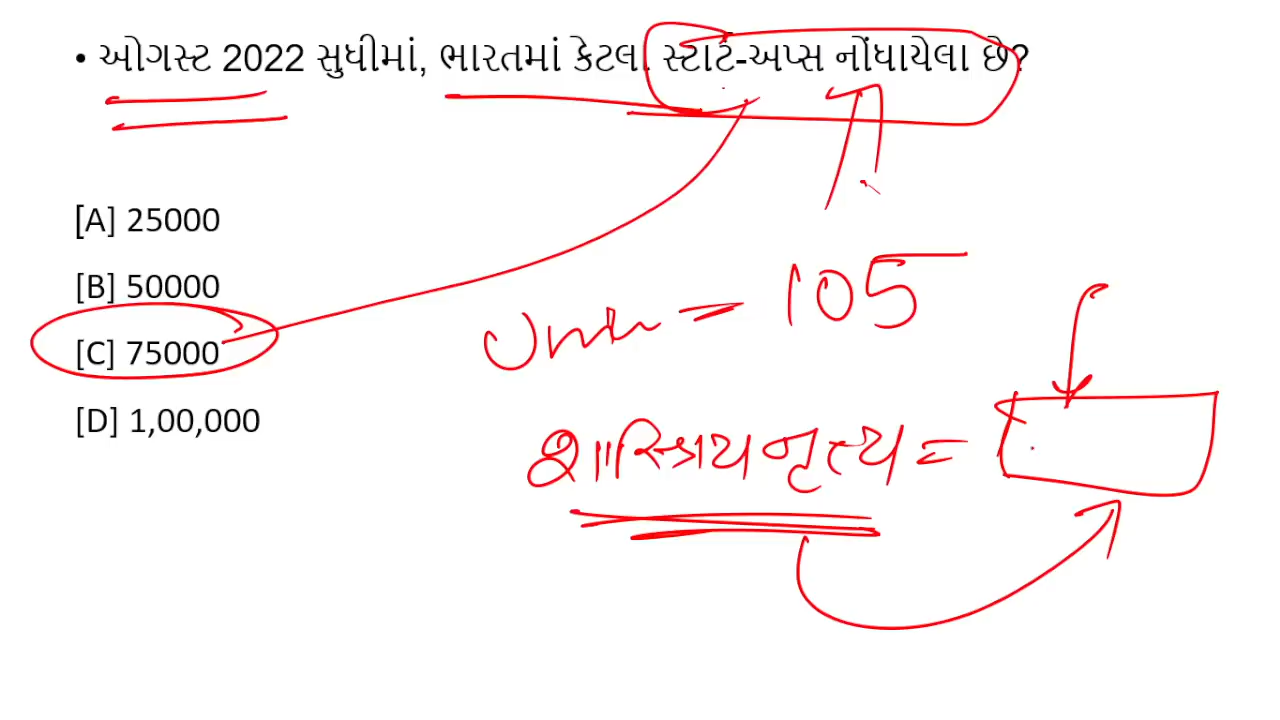 • ઓગસ્ટ 2022 સુધીમાં, ભારતમાં કેટલા સ્ટાર્ટ-અપ્સ નોંધાયેલા છે?
[A] 25000
[B] 50000
[C] 75000
[D] 1,00,000
= 105
શાસ્ત્રિયનૃત્ય =